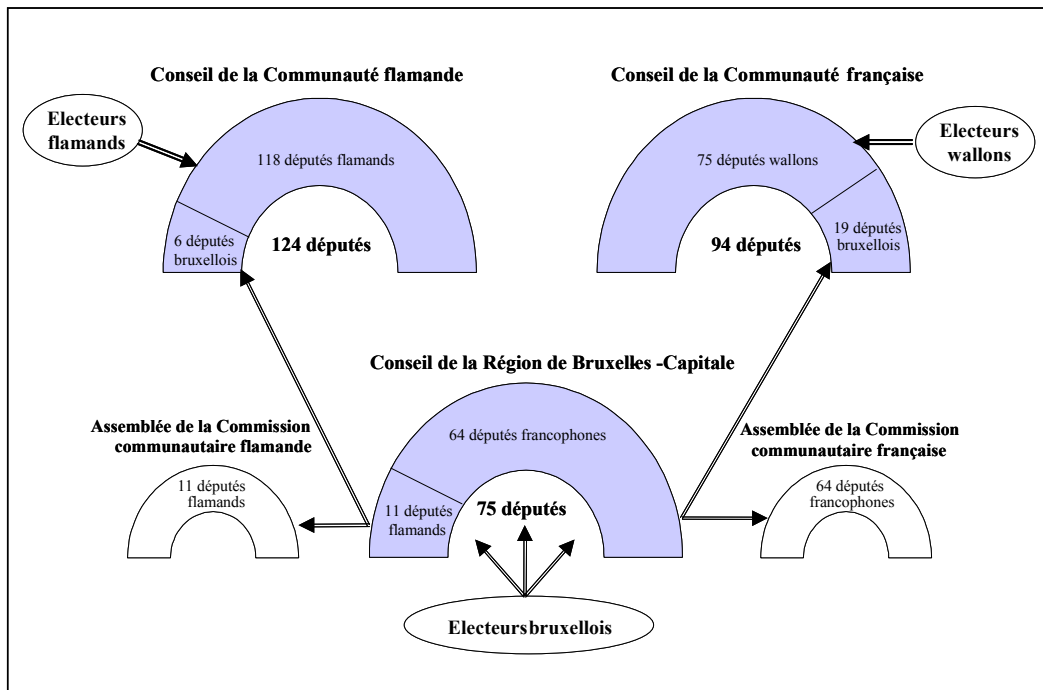 Conseil de la Communauté flamande
Conseil de la Communauté française
Electeurs
flamands
118 députés flamands
6 députés
bruxellois
124 députés
75 députés wallons
19 députés
bruxellois
94 députés
Electeurs
wallons
Conseil de la Région de Bruxelles -Capitale
Assemblée de la Commission
communautaire flamande
11 députés
flamands
64 députés francophones
11 députés
flamands
75 députés
Assemblée de la Commission
communautaire française
64 députés
francophones
Electeurs bruxellois